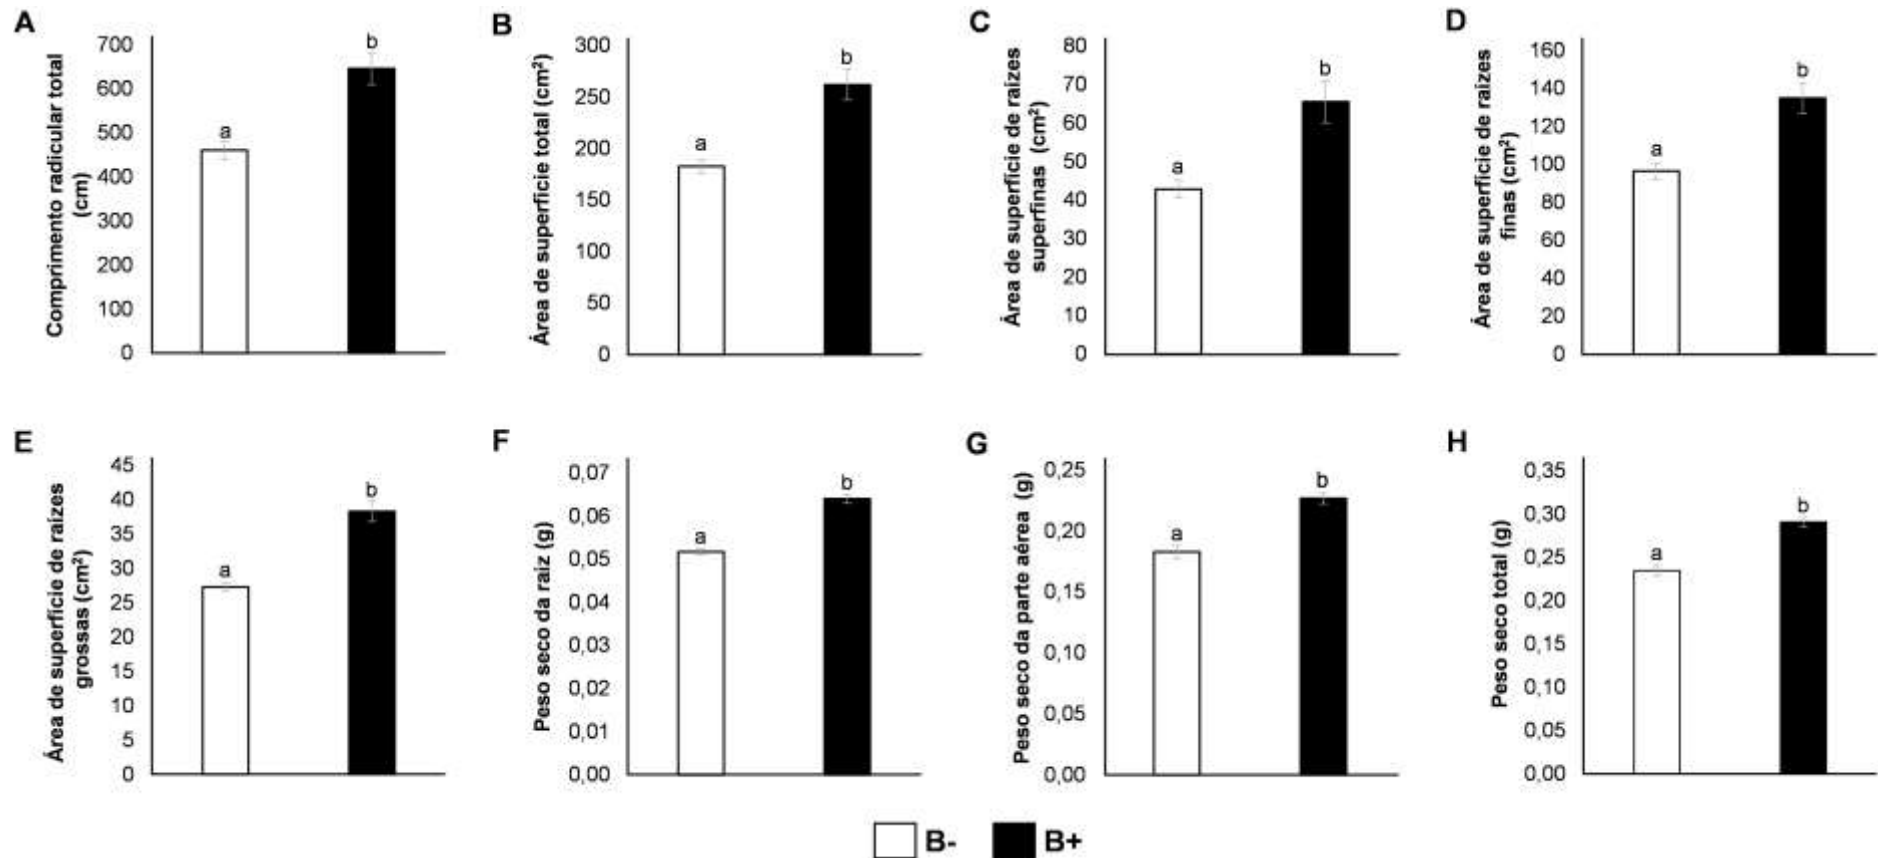 A
Comprimento radicular total
(cm)
700
600
500
400
300
200
100
0
a
b
B
Área de superfície total (cm²)
300
250
200
150
100
50
0
a
b
C
Área de superfície de raízes
superfinas (cm²)
80
70
60
50
40
30
20
10
0
a
b
D
Área de superfície de raízes
finas (cm²)
160
140
120
100
80
60
40
20
0
a
b
E
Área de superfície de raízes
grossas (cm²)
45
40
35
30
25
20
15
10
5
0
a
b
F
Peso seco da raiz (g)
0,07
0,06
0,05
0,04
0,03
0,02
0,01
0,00
a
b
G
Peso seco da parte aérea (g)
0,25
0,20
0,15
0,10
0,05
0,00
a
b
H
Peso seco total (g)
0,35
0,30
0,25
0,20
0,15
0,10
0,05
0,00
a
b
B-
B+